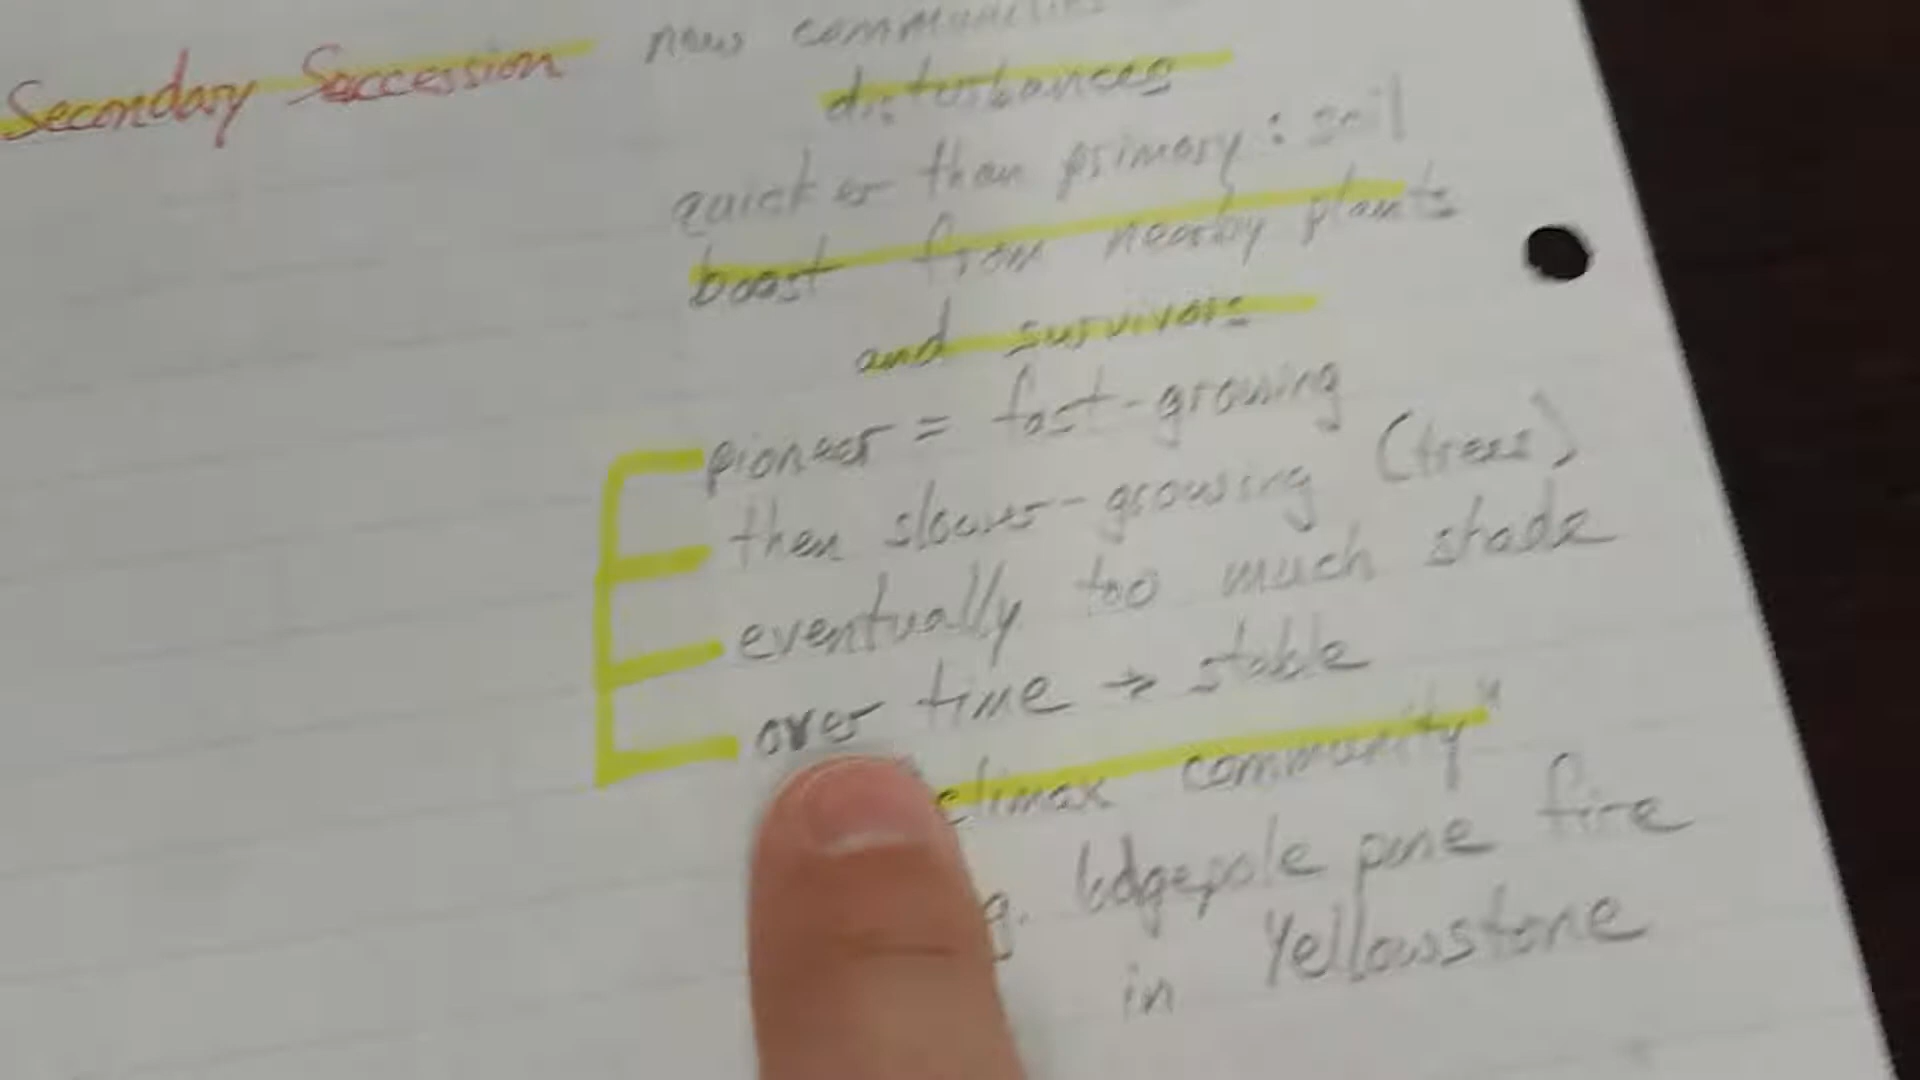 Secondary Succession new communities
disturbances
quicker than primary : soil
boost from nearby plants
and survivors
pioneer = fast-growing
then slower-growing (trees)
eventually too much shade
over time → stable
climax community"
g. lodgepole pine fire
in Yellowstone